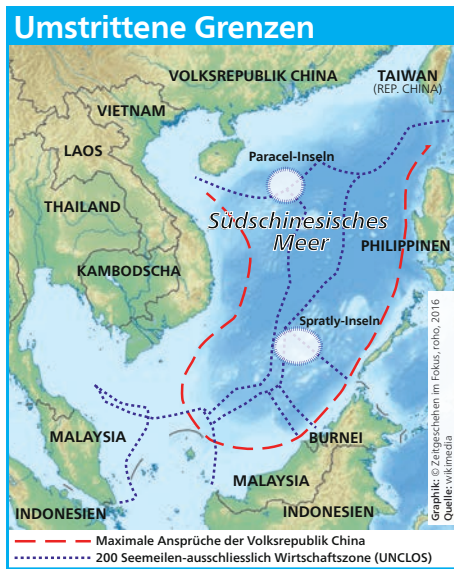 Umstrittene Grenzen
VOLKSREPUBLIK CHINA
TAIWAN
(REP. CHINA)
VIETNAM
LAOS
Paracel-Inseln
THAILAND
Südschinesisches
Meer
PHILIPPINEN
KAMBODSCHA
Spratly-Inseln
MALAYSIA
BURNEI
MALAYSIA
INDONESIEN
INDONESIEN
Graphik: © Zeitgeschehen im Fokus, roho, 2016
Quelle: wikimedia
Maximale Ansprüche der Volksrepublik China
200 Seemeilen-ausschliesslich Wirtschaftszone (UNCLOS)